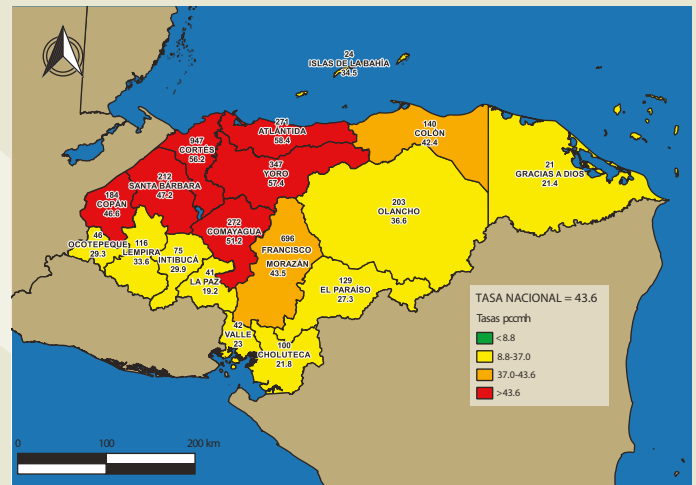 24
ISLAS DE LA BAHÍA
34.5
271
ATLÁNTIDA
58.4
140
COLÓN
42.4
947
CORTÉS
56.2
347
YORO
57.4
21
GRACIAS A DIOS
21.4
212
SANTA BÁRBARA
47.2
184
COPÁN
46.6
203
OLANCHO
36.6
272
COMAYAGUA
51.2
46
OCOTEPEQUE
29.3
116
LEMPIRA
33.6
75
INTIBUCÁ
29.9
696
FRANCISCO
MORAZÁN
43.5
41
LA PAZ
19.2
129
EL PARAÍSO
27.3
42
VALLE
23
100
CHOLUTECA
21.8
TASA NACIONAL = 43.6
Tasas pccmh
<8.8
8.8-37.0
37.0-43.6
>43.6
0 100 200 km